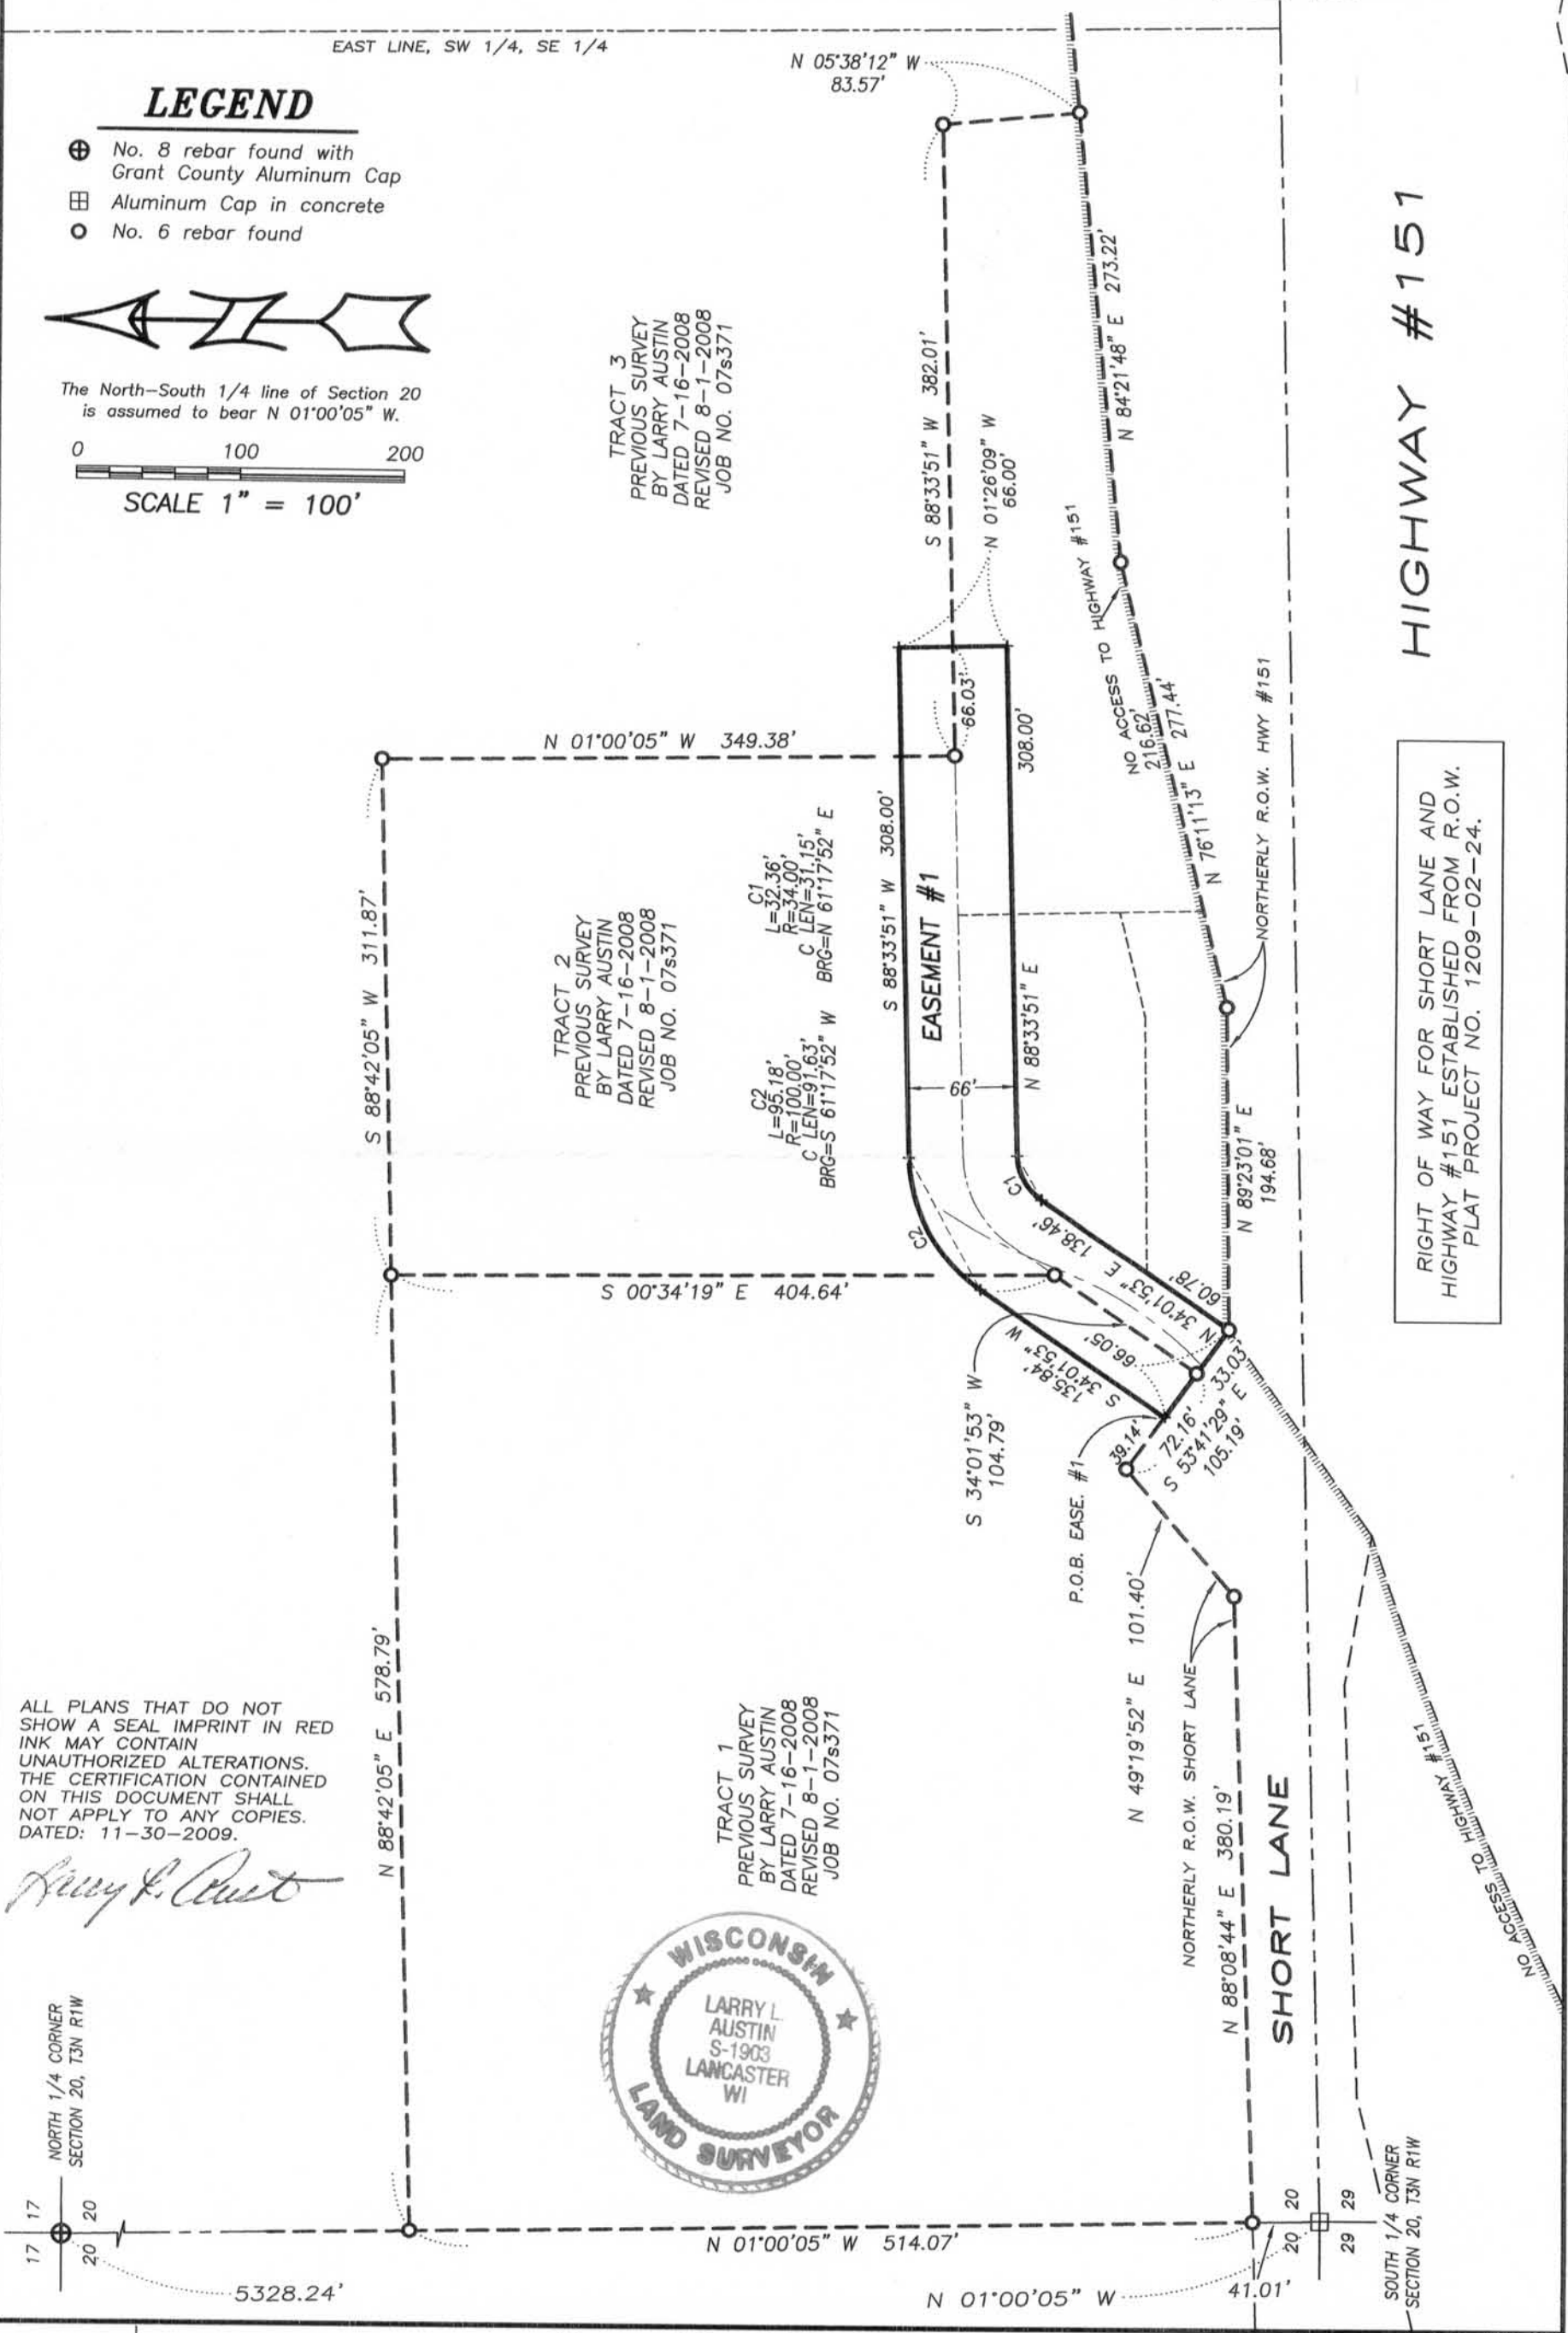 EAST LINE, SW 1/4, SE 1/4
N 05°38'12" W
83.57'
LEGEND
No. 8 rebar found with
Grant County Aluminum Cap
Aluminum Cap in concrete
No. 6 rebar found
The North-South 1/4 line of Section 20
is assumed to bear N 01°00'05" W.
0 100 200
SCALE 1" = 100'
TRACT 3
PREVIOUS SURVEY
BY LARRY AUSTIN
DATED 7-16-2008
REVISED 8-1-2008
JOB NO. 07s371
S 88°33'51" W 382.01'
N 01°26'09" W
66.00'
N 84°21'48" E 273.22'
NO ACCESS TO HIGHWAY #151
216.62'
N 76°11'13" E 277.44'
NORTHERLY R.O.W. HWY #151
HIGHWAY #151
N 01°00'05" W 349.38'
66.03'
308.00'
S 88°33'51" W 308.00'
EASEMENT #1
N 88°33'51" E
66'
S 88°42'05" W 311.87'
TRACT 2
PREVIOUS SURVEY
BY LARRY AUSTIN
DATED 7-16-2008
REVISED 8-1-2008
JOB NO. 07s371
C1
L=32.36'
R=34.00'
C LEN=31.15'
BRG=N 61°17'52" E
C2
L=95.18'
R=100.00'
C LEN=91.63'
BRG=S 61°17'52" W
RIGHT OF WAY FOR SHORT LANE AND
HIGHWAY #151 ESTABLISHED FROM R.O.W.
PLAT PROJECT NO. 1209-02-24.
C1
C2
138.46'
N 34°01'53" E
60.78'
N 89°23'01" E
194.68'
S 00°34'19" E 404.64'
66.05'
S 34°01'53" W
135.84'
S 34°01'53" W
104.79'
33.03'
39.14'
72.16'
S 53°41'29" E
105.19'
P.O.B. EASE. #1
N 49°19'52" E 101.40'
NORTHERLY R.O.W. SHORT LANE
N 88°08'44" E 380.19'
SHORT LANE
NO ACCESS TO HIGHWAY #151
N 88°42'05" E 578.79'
TRACT 1
PREVIOUS SURVEY
BY LARRY AUSTIN
DATED 7-16-2008
REVISED 8-1-2008
JOB NO. 07s371
ALL PLANS THAT DO NOT
SHOW A SEAL IMPRINT IN RED
INK MAY CONTAIN
UNAUTHORIZED ALTERATIONS.
THE CERTIFICATION CONTAINED
ON THIS DOCUMENT SHALL
NOT APPLY TO ANY COPIES.
DATED: 11-30-2009.
WISCONSIN
LARRY L.
AUSTIN
S-1903
LANCASTER
WI
LAND SURVEYOR
NORTH 1/4 CORNER
SECTION 20, T3N R1W
17 17
20 20
5328.24'
N 01°00'05" W 514.07'
N 01°00'05" W
41.01'
20 20
29 29
SOUTH 1/4 CORNER
SECTION 20, T3N R1W